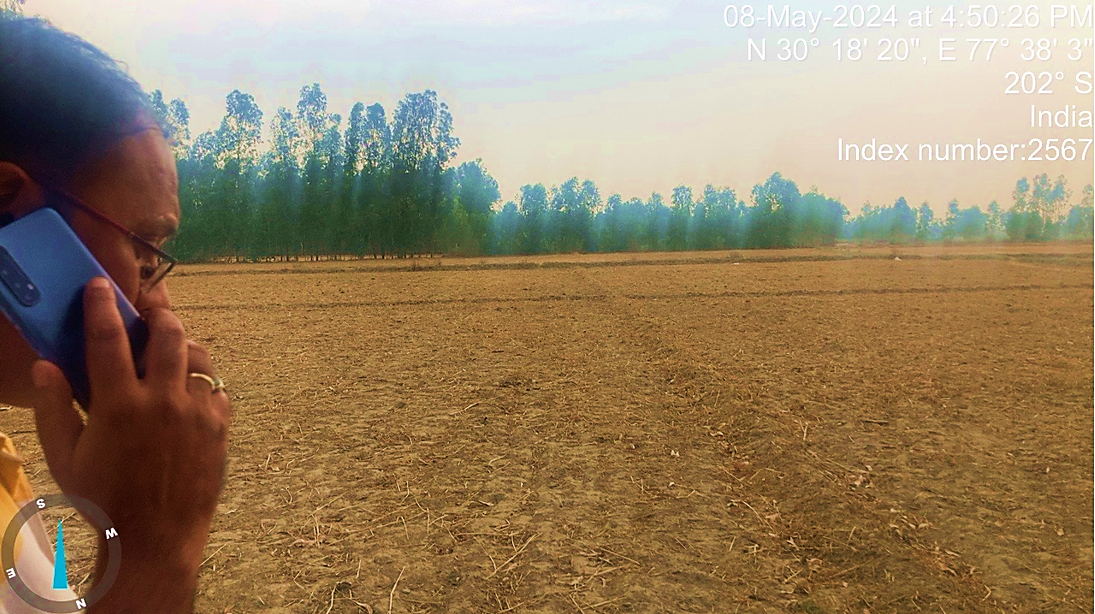 08-May-2024 at 4:50:26 PM
N 30° 18' 20", E 77° 38' 3"
202° S
India
Index number:2567
S
W
E
N